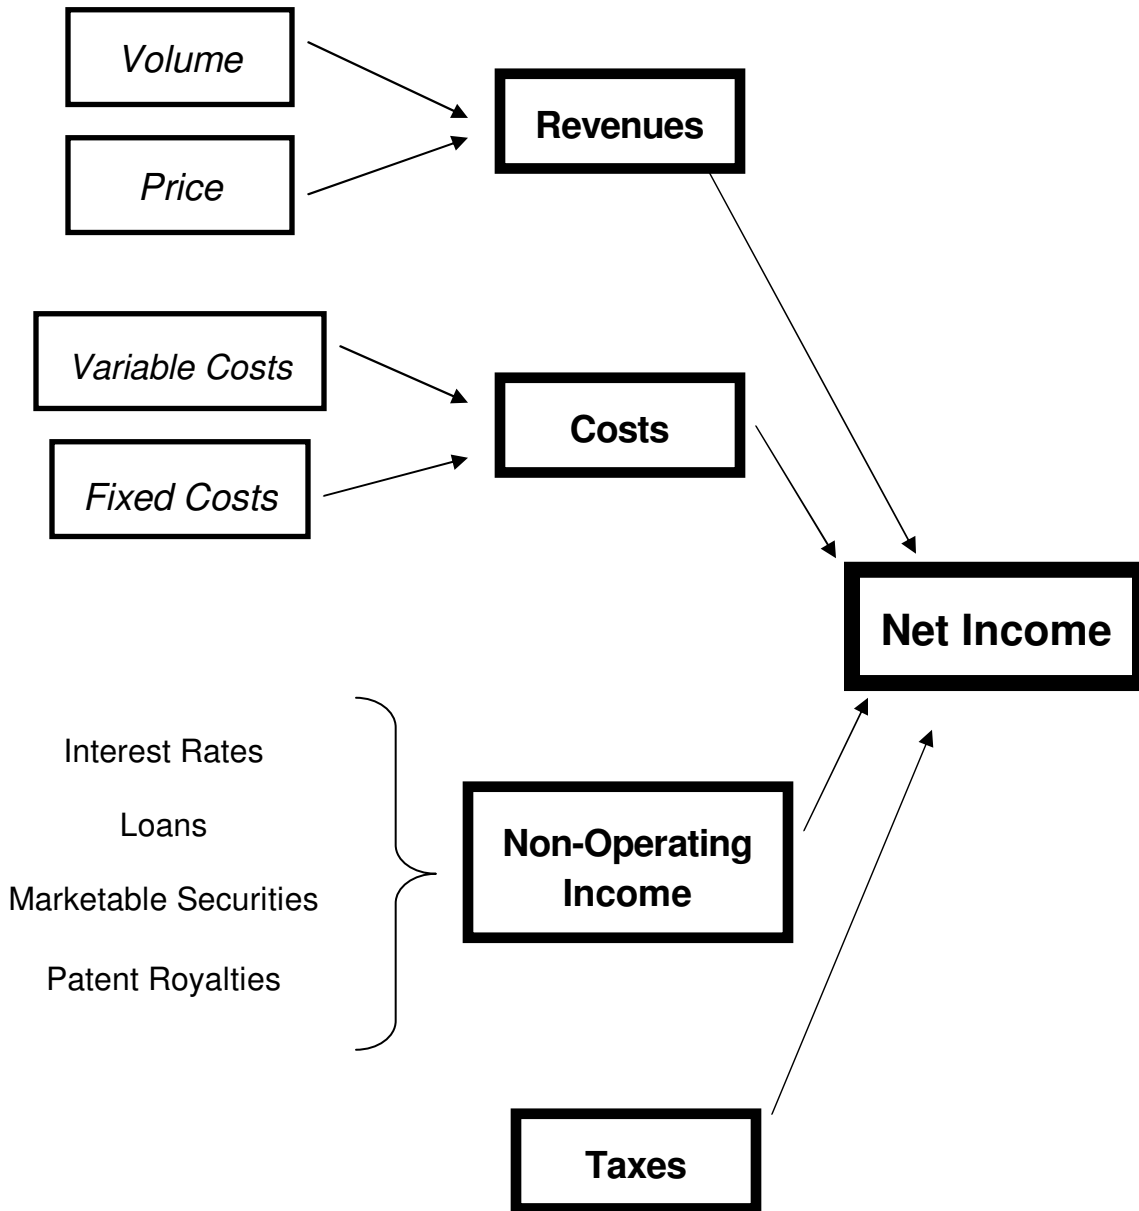 Volume
Price
Revenues
Variable Costs
Fixed Costs
Costs
Net Income
Interest Rates
Loans
Marketable Securities
Patent Royalties
Non-Operating
Income
Taxes